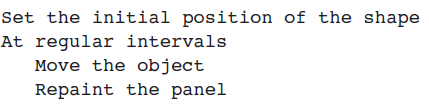 Set the initial position of the shape
At regular intervals
   Move the object
   Repaint the panel